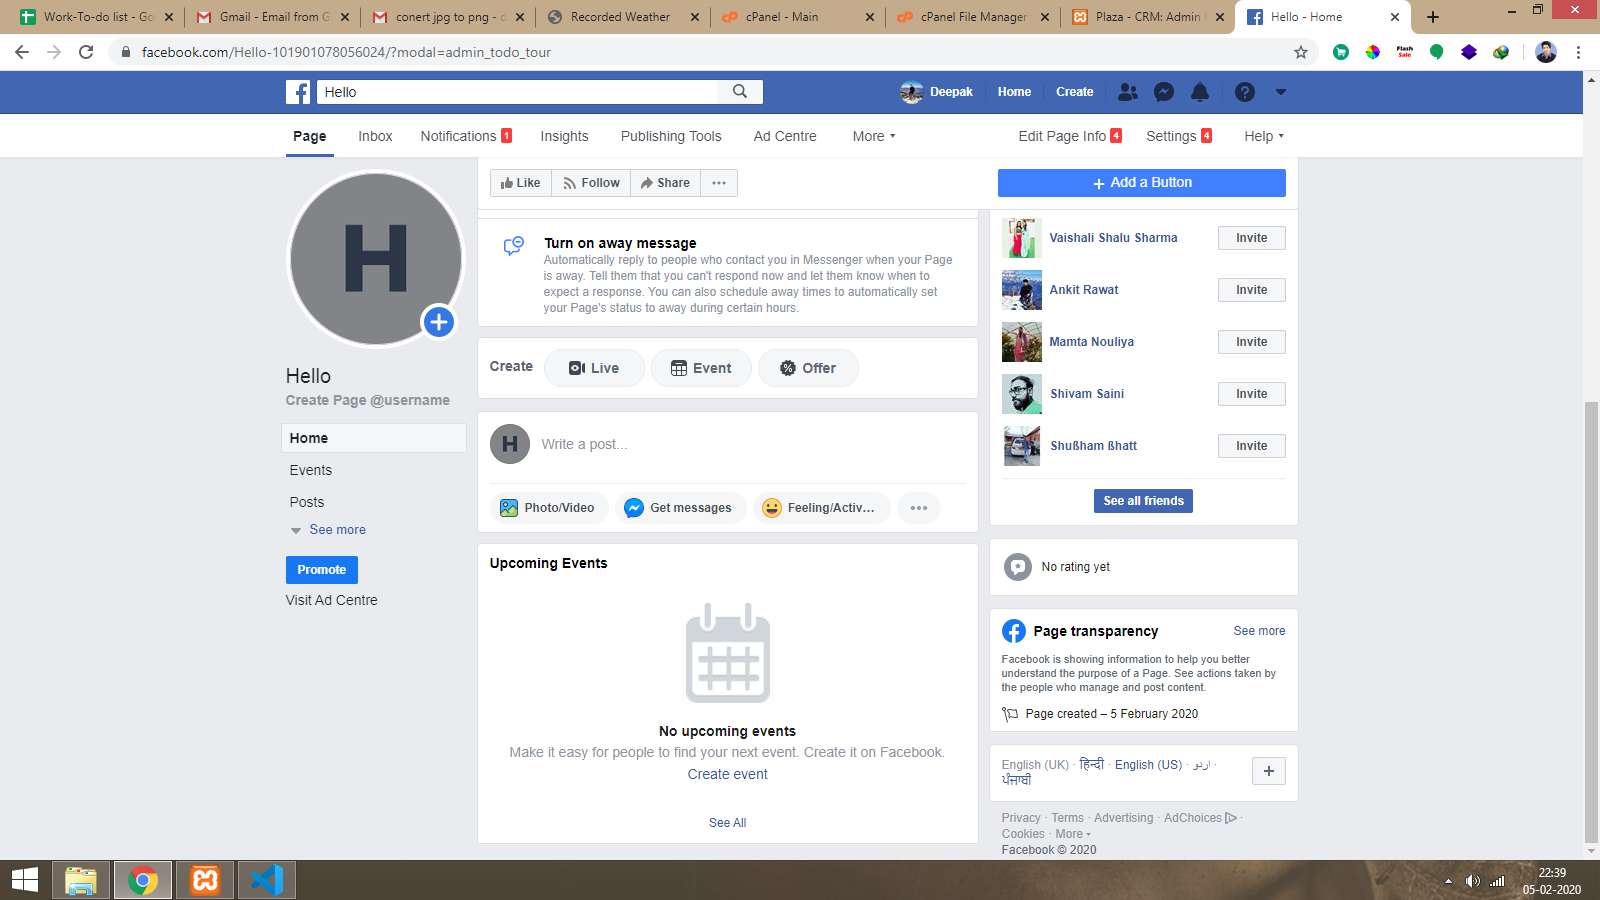 Work-To-do list - Go
Gmail - Email from G
conert jpg to png - c
Recorded Weather
cPanel - Main
cPanel File Manager
Plaza - CRM: Admin
Hello - Home
facebook.com/Hello-101901078056024/?modal=admin_todo_tour
Flash
Sale
Hello
Deepak
Home
Create
Page
Inbox
Notifications 1
Insights
Publishing Tools
Ad Centre
More
Edit Page Info 4
Settings 4
Help
Like
Follow
Share
+ Add a Button
H
Hello
Create Page @username
Home
Events
Posts
See more
Promote
Visit Ad Centre
Turn on away message
Automatically reply to people who contact you in Messenger when your Page
is away. Tell them that you can't respond now and let them know when to
expect a response. You can also schedule away times to automatically set
your Page's status to away during certain hours.
Create
Live
Event
Offer
H
Write a post...
Photo/Video
Get messages
Feeling/Activ...
Upcoming Events
No upcoming events
Make it easy for people to find your next event. Create it on Facebook.
Create event
See All
Vaishali Shalu Sharma
Invite
Ankit Rawat
Invite
Mamta Nouliya
Invite
Shivam Saini
Invite
Shußham ßhatt
Invite
See all friends
No rating yet
Page transparency
See more
Facebook is showing information to help you better
understand the purpose of a Page. See actions taken by
the people who manage and post content.
Page created – 5 February 2020
English (UK) · हिन्दी · English (US) · اردو ·
ਪੰਜਾਬੀ
Privacy · Terms · Advertising · AdChoices ·
Cookies · More
Facebook © 2020
22:39
05-02-2020